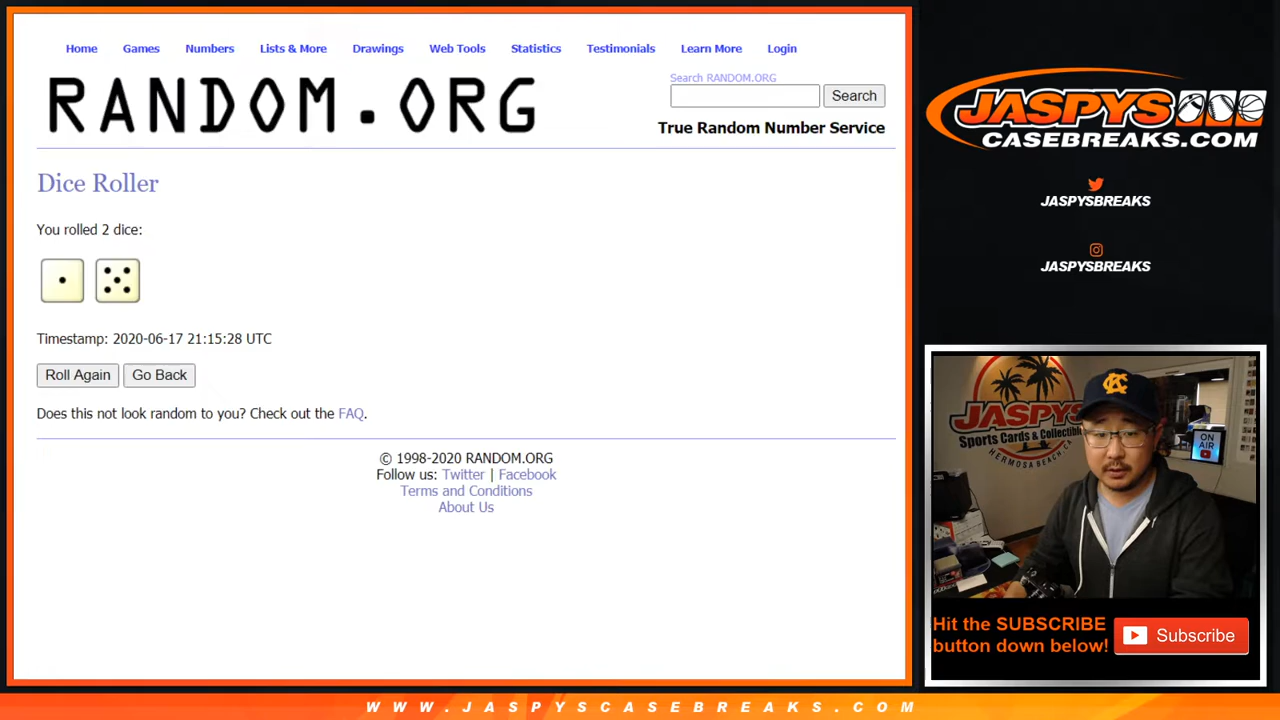 Home Games Numbers Lists & More Drawings Web Tools Statistics Testimonials Learn More Login
RANDOM.ORG
Search RANDOM.ORG
Search
True Random Number Service
Dice Roller
You rolled 2 dice:
Timestamp: 2020-06-17 21:15:28 UTC
Roll Again Go Back
Does this not look random to you? Check out the FAQ.
© 1998-2020 RANDOM.ORG
Follow us: Twitter | Facebook
Terms and Conditions
About Us
JASPYS
CASEBREAKS.COM
JASPYSBREAKS
JASPYSBREAKS
JASPYS
Sports Cards & Collectibles
HERMOSA BEACH CA
KC
ON
AIR
Hit the SUBSCRIBE
button down below!
Subscribe
WWW.JASPYSCASEBREAKS.COM